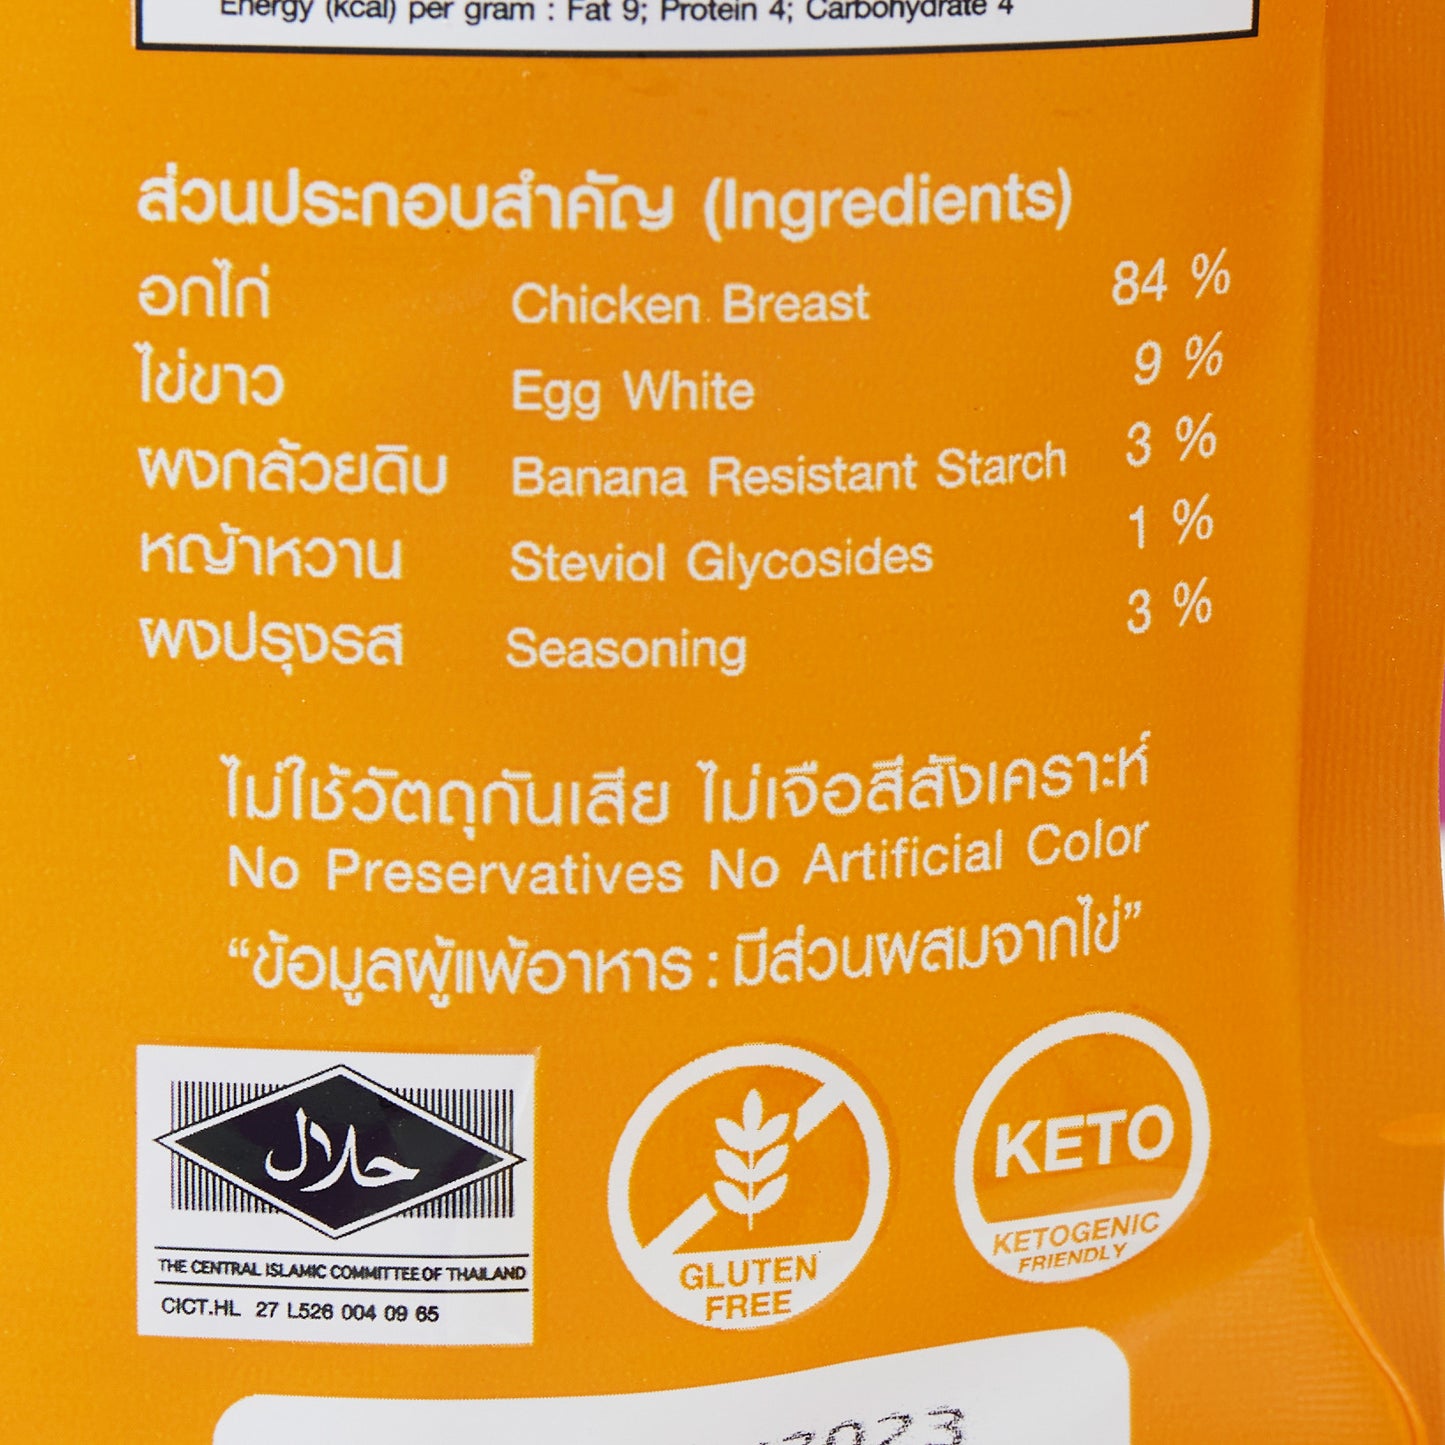 Energy (kcal) per gram : Fat 9; Protein 4; Carbohydrate 4
ส่วนประกอบสำคัญ (Ingredients)
อกไก่ Chicken Breast 84 %
ไข่ขาว Egg White 9 %
ผงกล้วยดิบ Banana Resistant Starch 3 %
หญ้าหวาน Steviol Glycosides 1 %
ผงปรุงรส Seasoning 3 %
ไม่ใช้วัตถุกันเสีย ไม่เจือสีสังเคราะห์
No Preservatives No Artificial Color
“ข้อมูลผู้แพ้อาหาร : มีส่วนผสมจากไข่”
حلال
THE CENTRAL ISLAMIC COMMITTEE OF THAILAND
CICT.HL 27 L526 004 09 65
GLUTEN
FREE
KETO
KETOGENIC
FRIENDLY